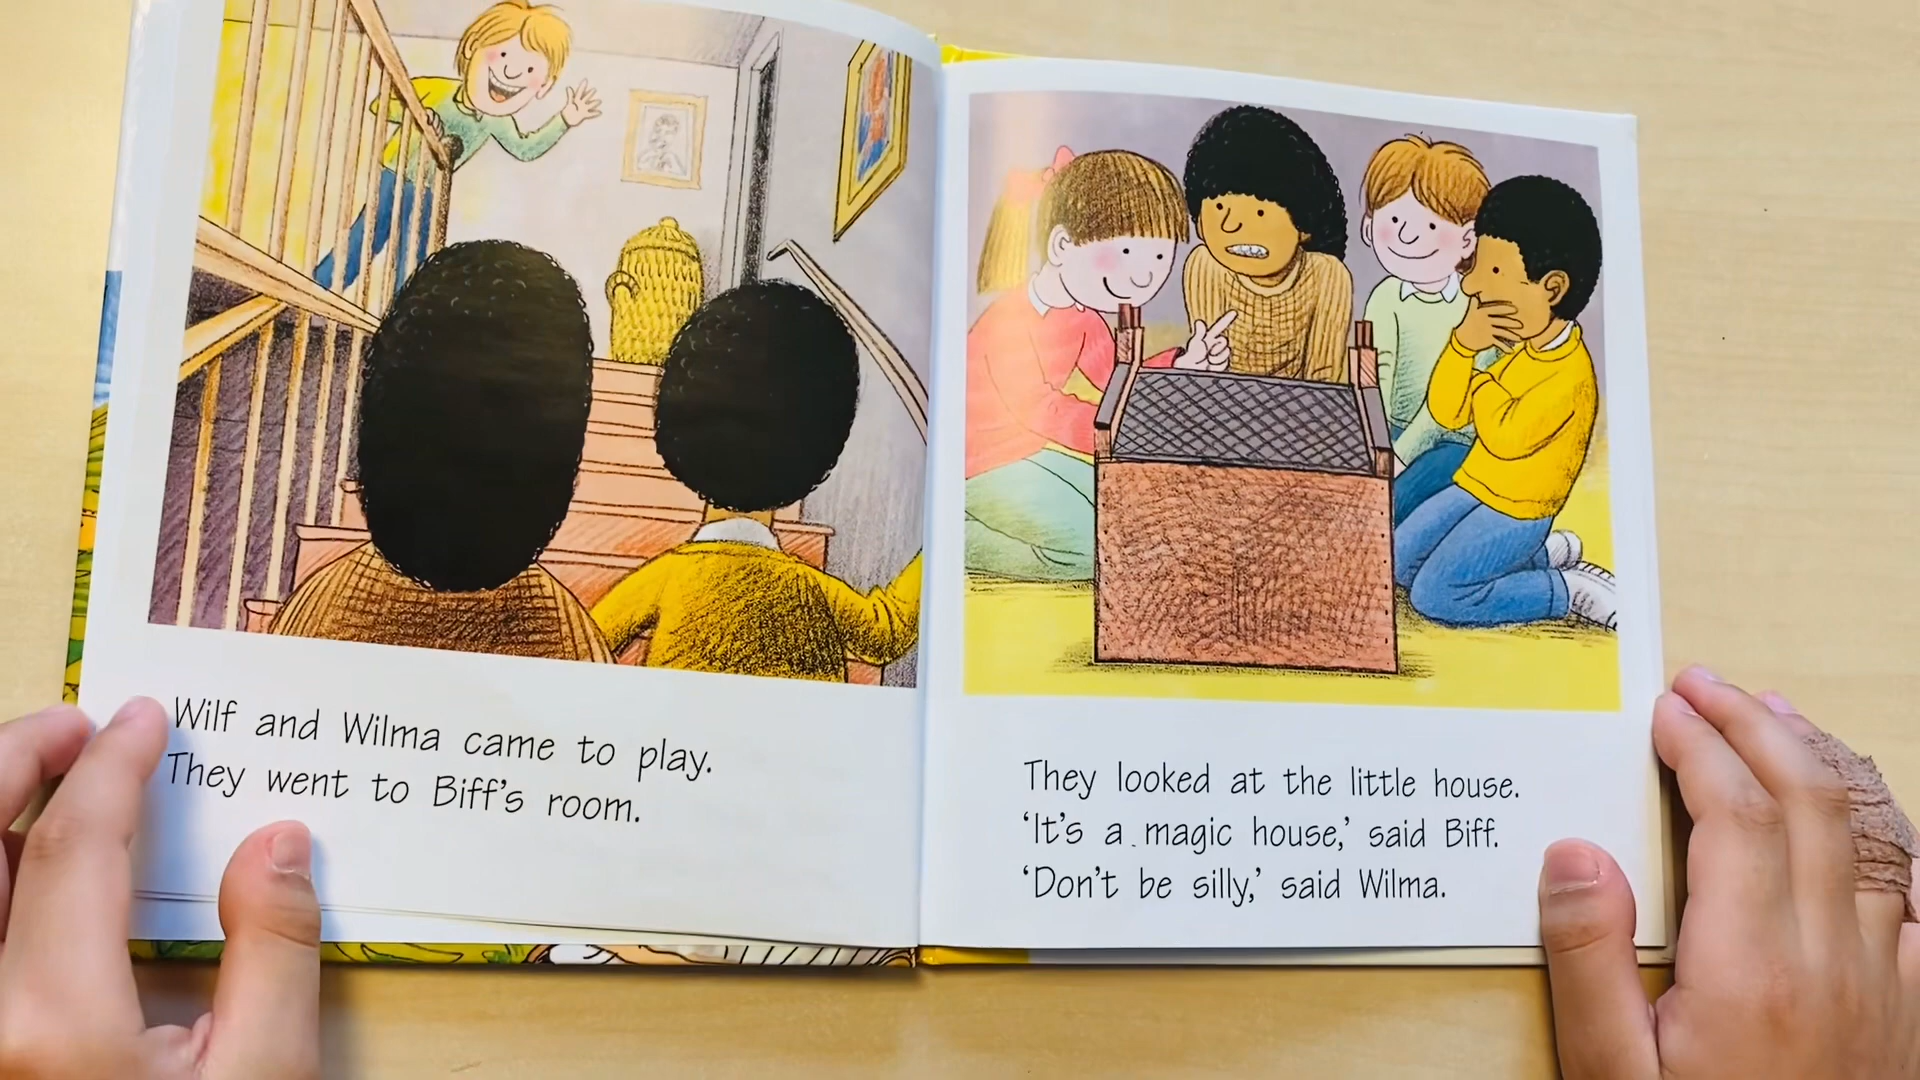 Wilf and Wilma came to play.
They went to Biff's room.
They looked at the little house.
‘It's a magic house,’ said Biff.
‘Don't be silly,’ said Wilma.